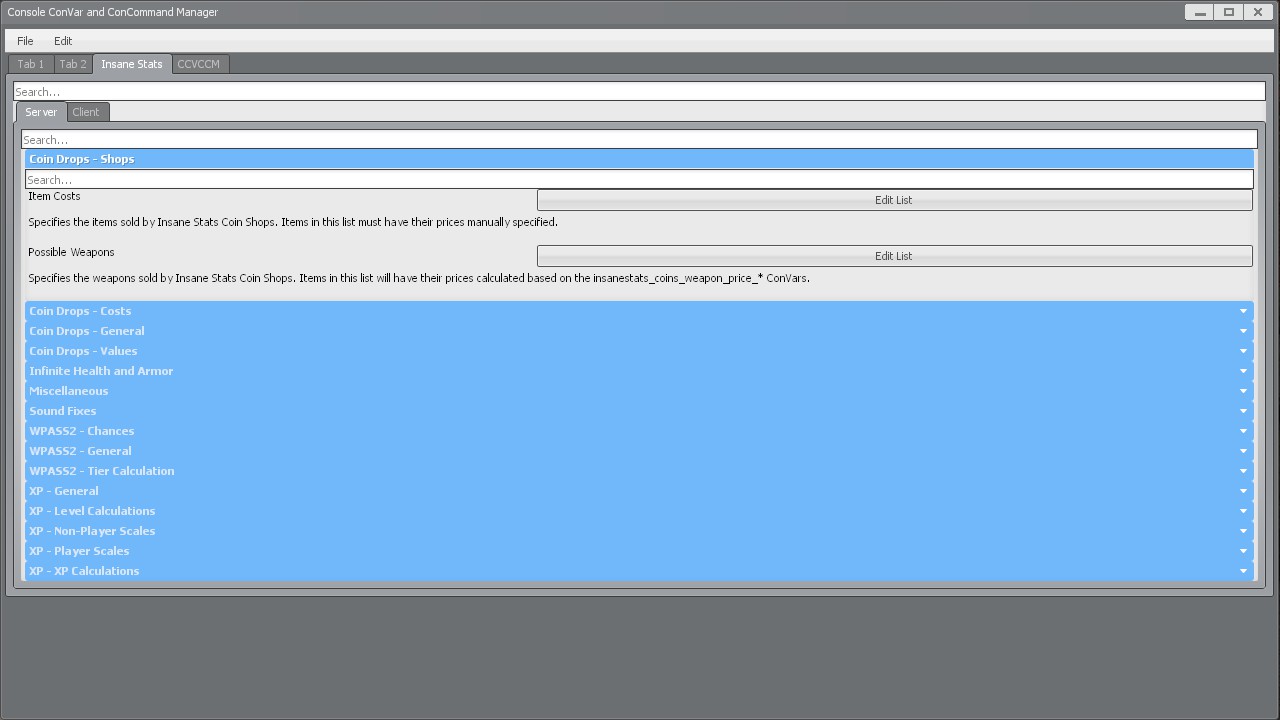 Console ConVar and ConCommand Manager
File Edit
Tab 1 Tab 2 Insane Stats CCVCCM
Search...
Server Client
Search...
Coin Drops - Shops
Search...
Item Costs Edit List
Specifies the items sold by Insane Stats Coin Shops. Items in this list must have their prices manually specified.
Possible Weapons Edit List
Specifies the weapons sold by Insane Stats Coin Shops. Items in this list will have their prices calculated based on the insanestats_coins_weapon_price_* ConVars.
Coin Drops - Costs
Coin Drops - General
Coin Drops - Values
Infinite Health and Armor
Miscellaneous
Sound Fixes
WPASS2 - Chances
WPASS2 - General
WPASS2 - Tier Calculation
XP - General
XP - Level Calculations
XP - Non-Player Scales
XP - Player Scales
XP - XP Calculations